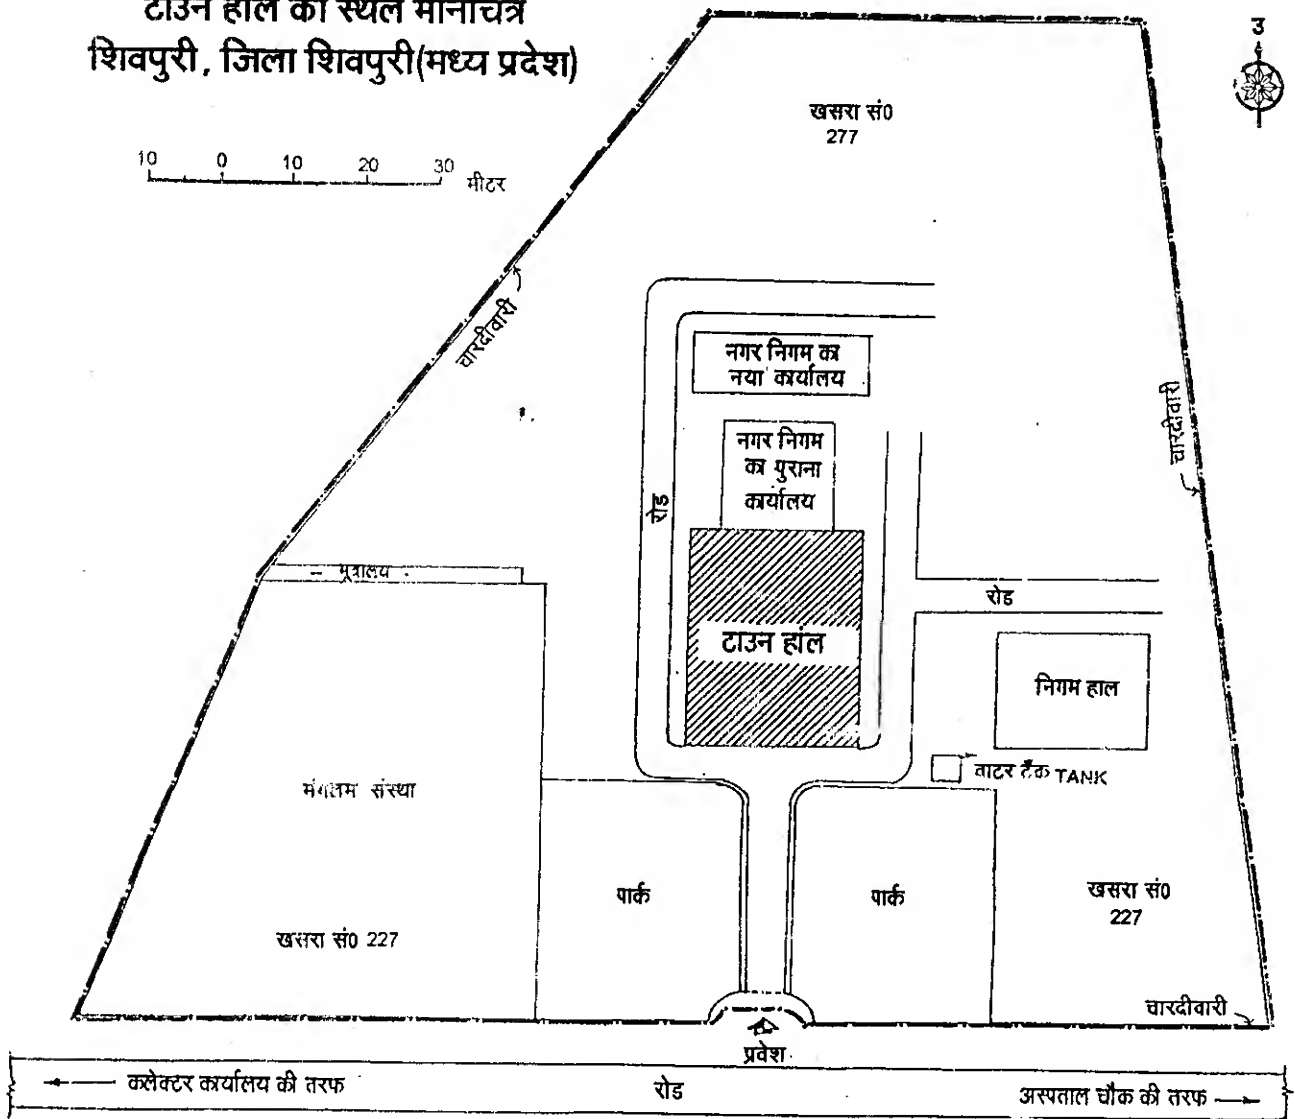 टाउन हाल का स्थल मानचित्र
शिवपुरी, जिला शिवपुरी(मध्य प्रदेश)
उ
10 0 10 20 30 मीटर
खसरा सं0
277
चारदीवारी
नगर निगम का
नया कार्यालय
चारदीवारी
नगर निगम
का पुराना
कार्यालय
रोड
मूत्रालय
रोड
टाउन हॉल
निगम हाल
वाटर टैंक TANK
मंगलम संस्था
पार्क
पार्क
खसरा सं0
227
खसरा सं0 227
चारदीवारी
प्रवेश
कलेक्टर कार्यालय की तरफ
रोड
अस्पताल चौक की तरफ